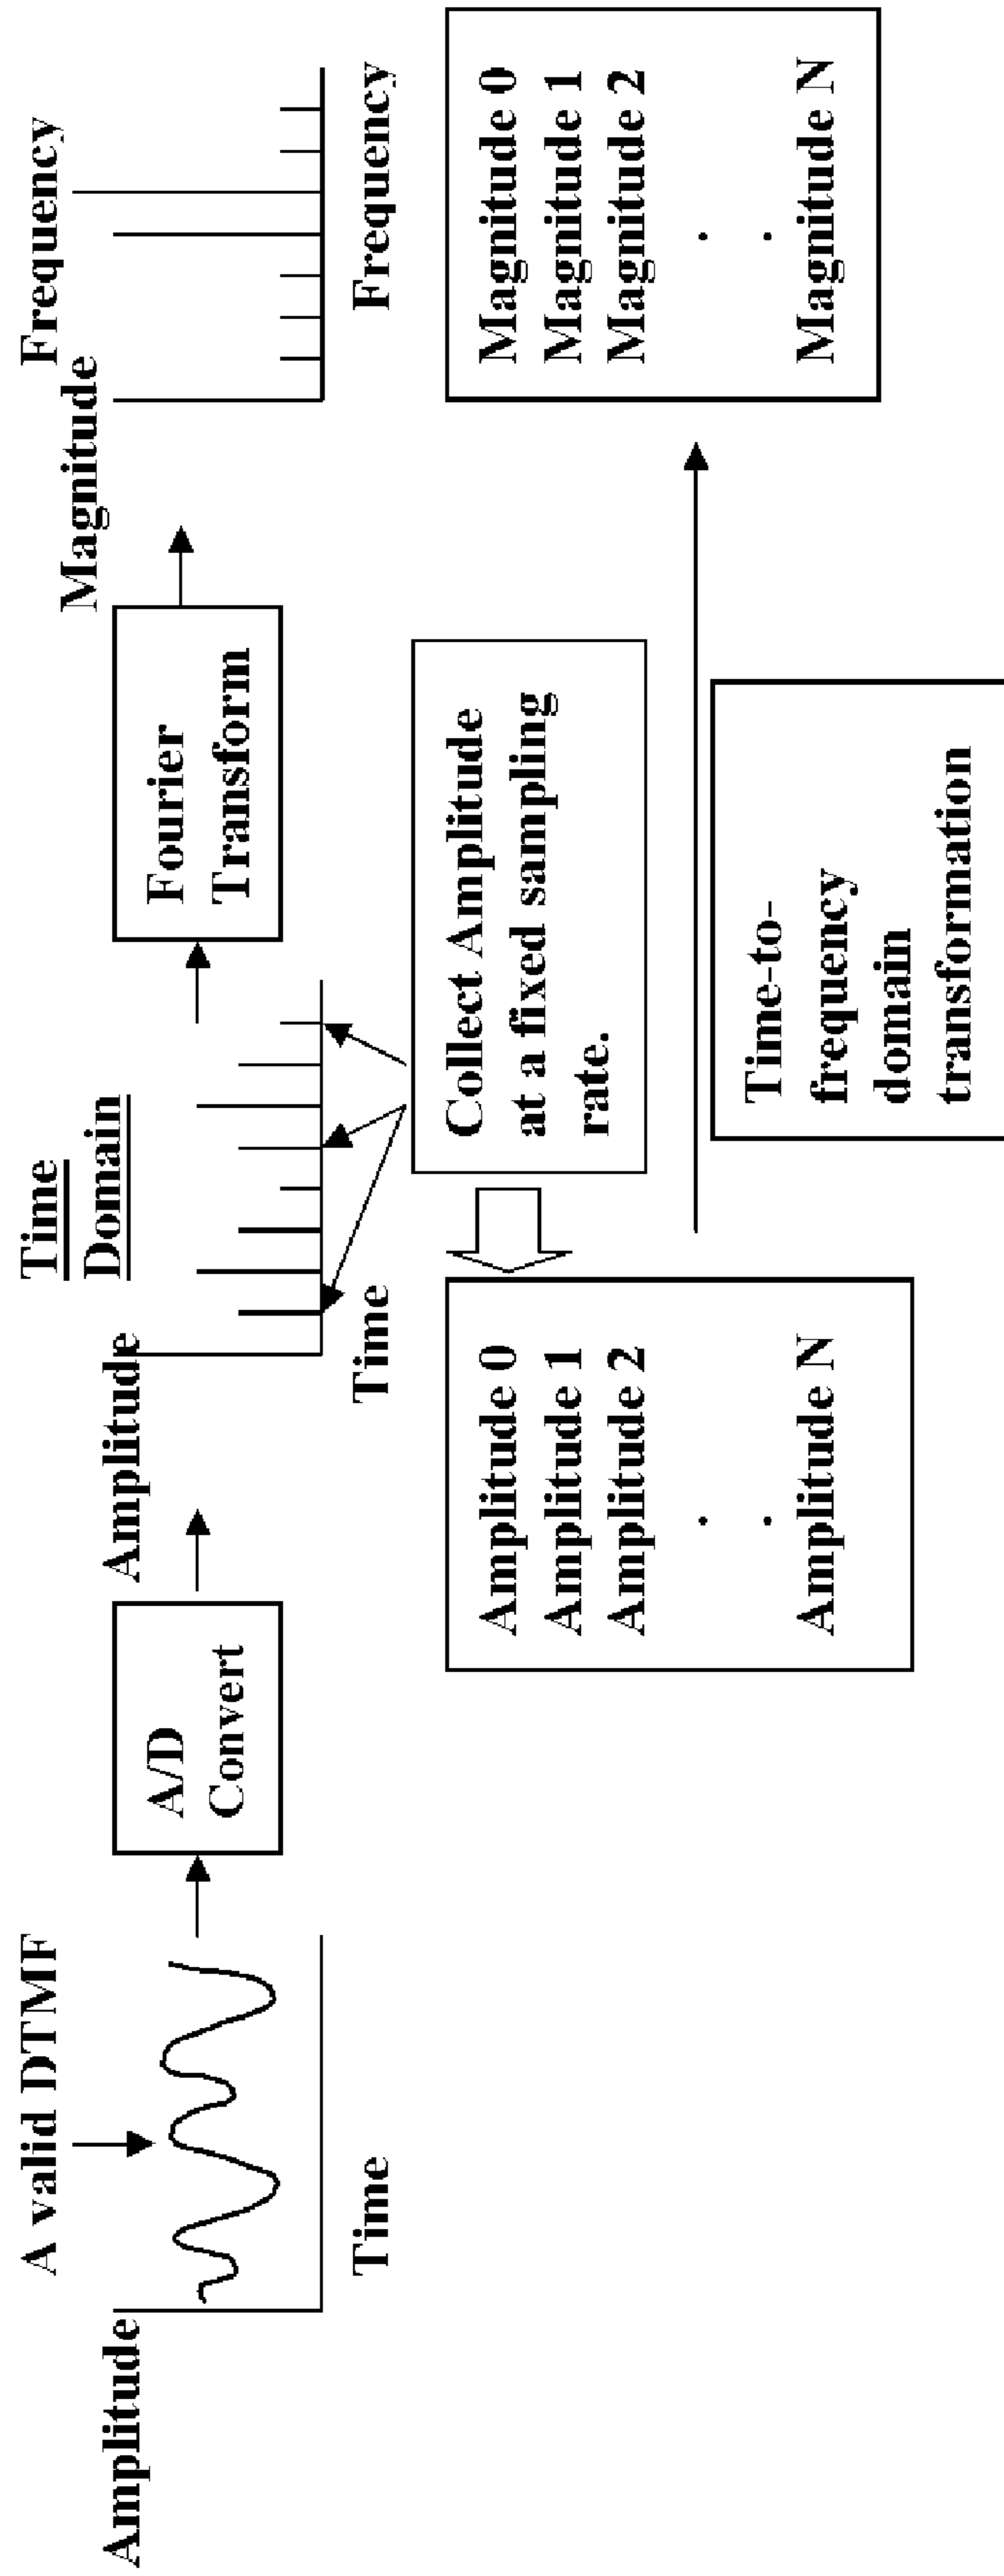 A valid DTMF
Amplitude
Time
A/D
Convert
Time
Domain
Amplitude
Time
Fourier
Transform
Frequency
Magnitude
Frequency
Collect Amplitude
at a fixed sampling
rate.
Amplitude 0
Amplitude 1
Amplitude 2
.
.
Amplitude N
Time-to-
frequency
domain
transformation
Magnitude 0
Magnitude 1
Magnitude 2
.
.
Magnitude N